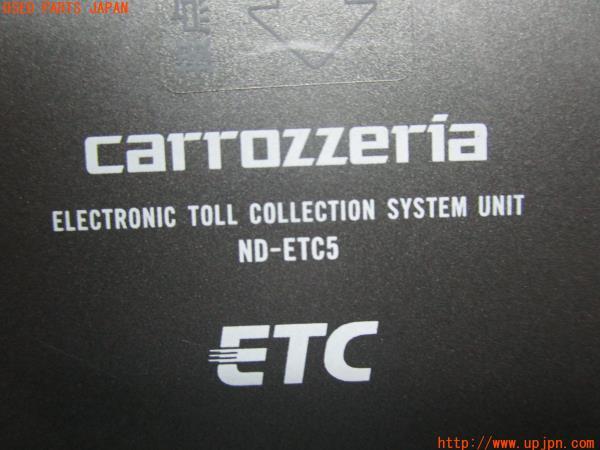 USED PARTS JAPAN
carrozzeria
ELECTRONIC TOLL COLLECTION SYSTEM UNIT
ND-ETC5
ETC
http://www.upjpn.com